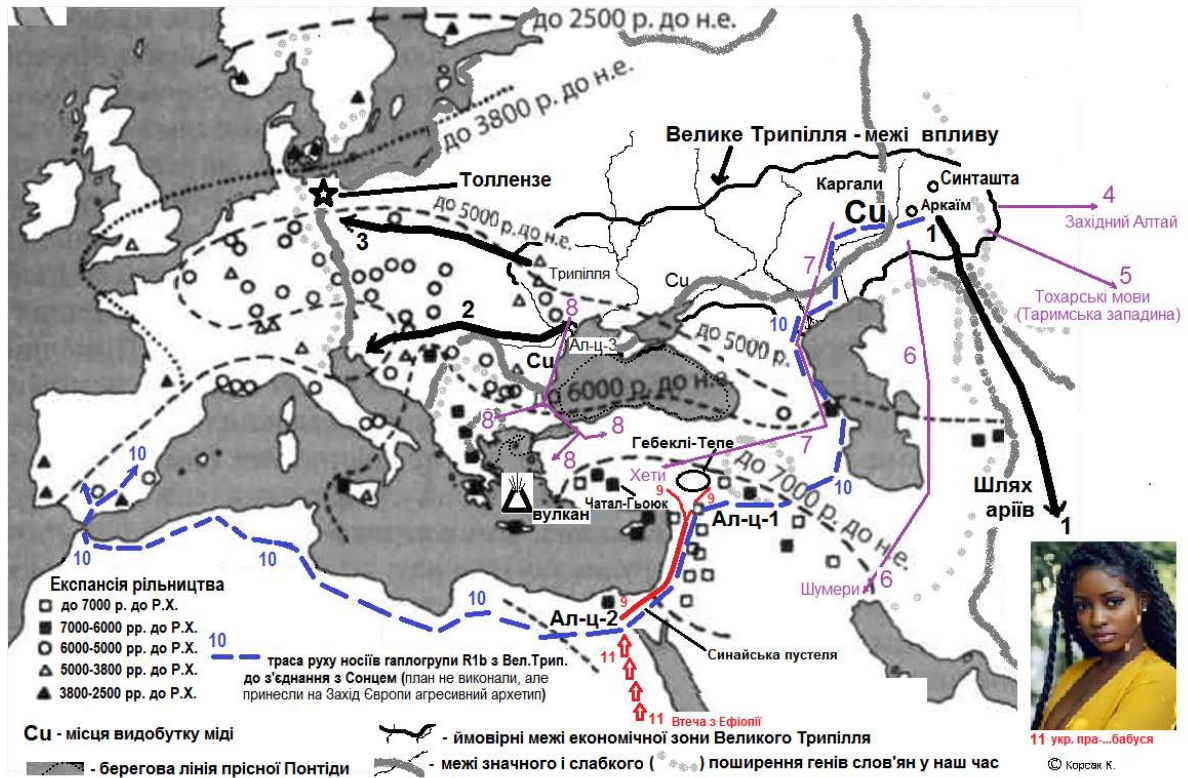 до 2500 р. до н.е.
до 3800 р. до н.е.
Велике Трипілля - межі впливу
Толлензе
Каргали
Синташта
Аркаїм
Cu
1
4
Західний Алтай
до 5000 р. до н.е.
3
Трипілля
7
5
Тохарські мови
(Таримська западина)
Cu
10
2
8
Ал-ц-3
до 5000 р.
6
Cu
до 6000 р. до н.е.
8
8
8
7
Гебеклі-Тепе
Хети
до 7000 р. до н.е.
10
10
9
9
Чатал-Гьоюк
вулкан
Ал-ц-1
Шлях
аріїв
1
10
10
10
Експансія рільництва
до 7000 р. до Р.Х.
7000-6000 рр. до Р.Х.
6000-5000 рр. до Р.Х.
5000-3800 рр. до Р.Х.
3800-2500 рр. до Р.Х.
6
Шумери
9
Ал-ц-2
Синайська пустеля
10
траса руху носіїв гаплогрупи R1b з Вел.Трип.
до з'єднання з Сонцем (план не виконали, але
принесли на Захід Європи агресивний архетип)
11
11 Втеча з Ефіопії
Cu - місця видобутку міді
- ймовірні межі економічної зони Великого Трипілля
11 укр. пра-...бабуся
- берегова лінія прісної Понтіди
- межі значного і слабкого ( ) поширення генів слов'ян у наш час
© Корсак К.